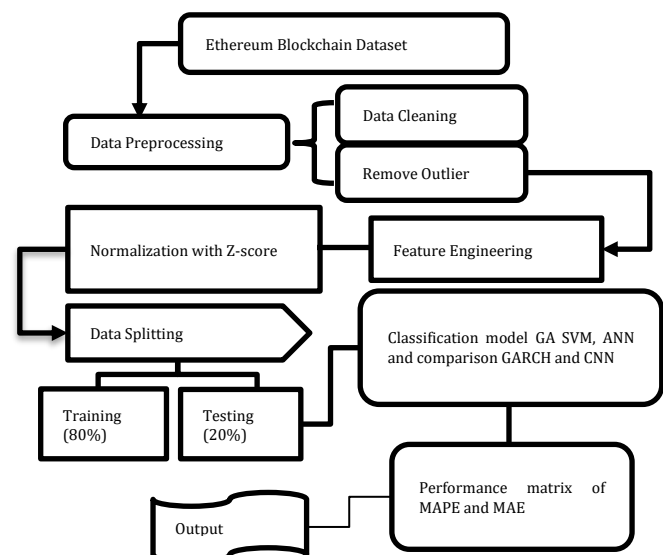 Ethereum Blockchain Dataset
Data Cleaning
Data Preprocessing
Remove Outlier
Normalization with Z-score
Feature Engineering
Data Splitting
Classification model GA SVM, ANN
and comparison GARCH and CNN
Training
(80%)
Testing
(20%)
Performance matrix of
MAPE and MAE
Output